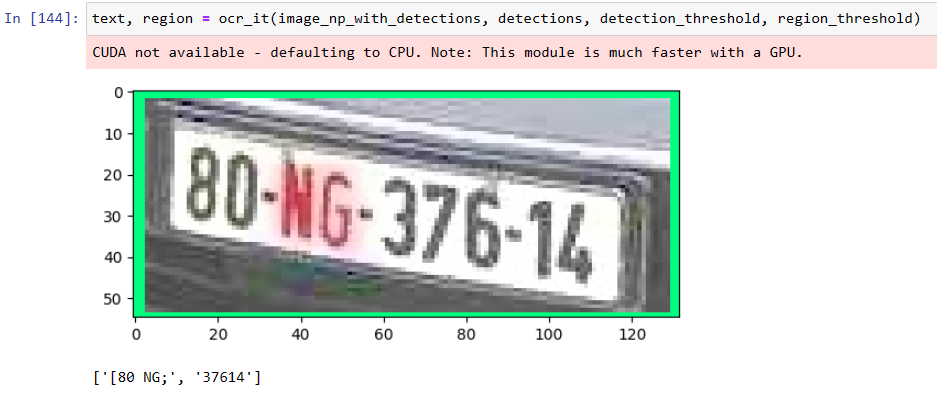 In [144]: text, region = ocr_it(image_np_with_detections, detections, detection_threshold, region_threshold)
CUDA not available - defaulting to CPU. Note: This module is much faster with a GPU.
0
10
20
30
40
50
80-NG-376-14
0 20 40 60 80 100 120
['[80 NG;', '37614']